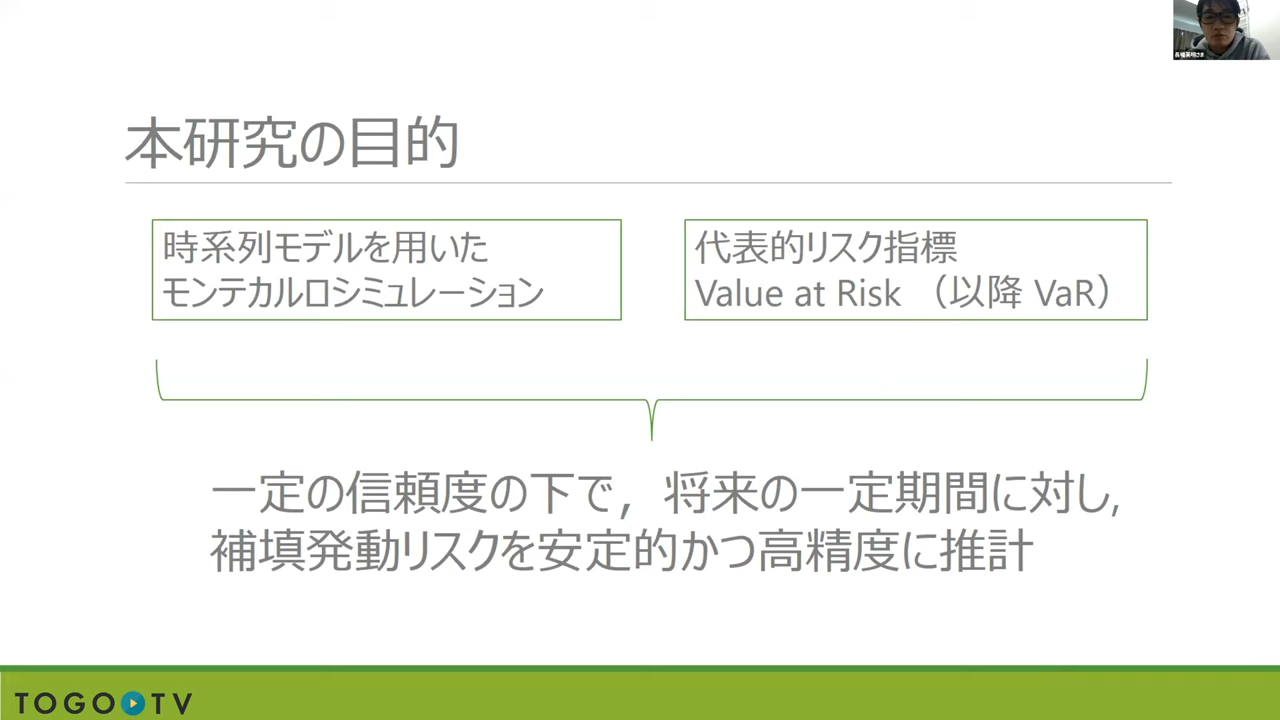 本研究の目的
時系列モデルを用いた
モンテカルロシミュレーション
代表的リスク指標
Value at Risk （以降 VaR）
一定の信頼度の下で，将来の一定期間に対し,
補填発動リスクを安定的かつ高精度に推計
TOGO TV